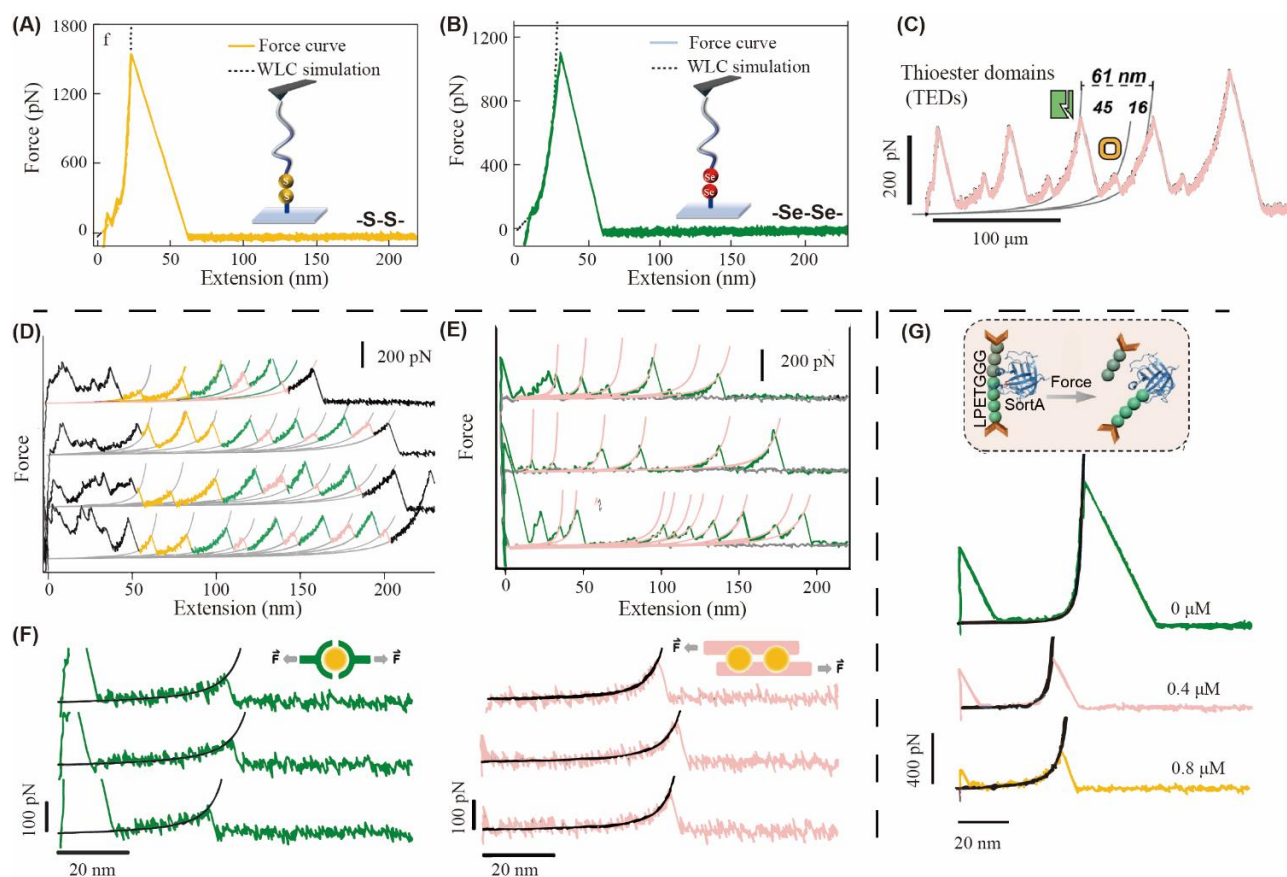 (A)
1800
1600
1200
600
0
Force (pN)
f
Force curve
WLC simulation
S
S
-S-S-
0
50
100
150
200
Extension (nm)
(B)
1200
800
400
0
Force (pN)
Force curve
WLC simulation
Se
Se
-Se-Se-
0
50
100
150
200
Extension (nm)
(C)
Thioester domains
(TEDs)
61 nm
45 16
200 pN
100 μm
(D)
200 pN
Force
0
50
100
150
200
Extension (nm)
(E)
200 pN
Force
0
50
100
150
200
Extension (nm)
(F)
F
F
100 pN
20 nm
F
F
100 pN
20 nm
(G)
LPETGGG
SortA
Force
0 μM
0.4 μM
0.8 μM
400 pN
20 nm